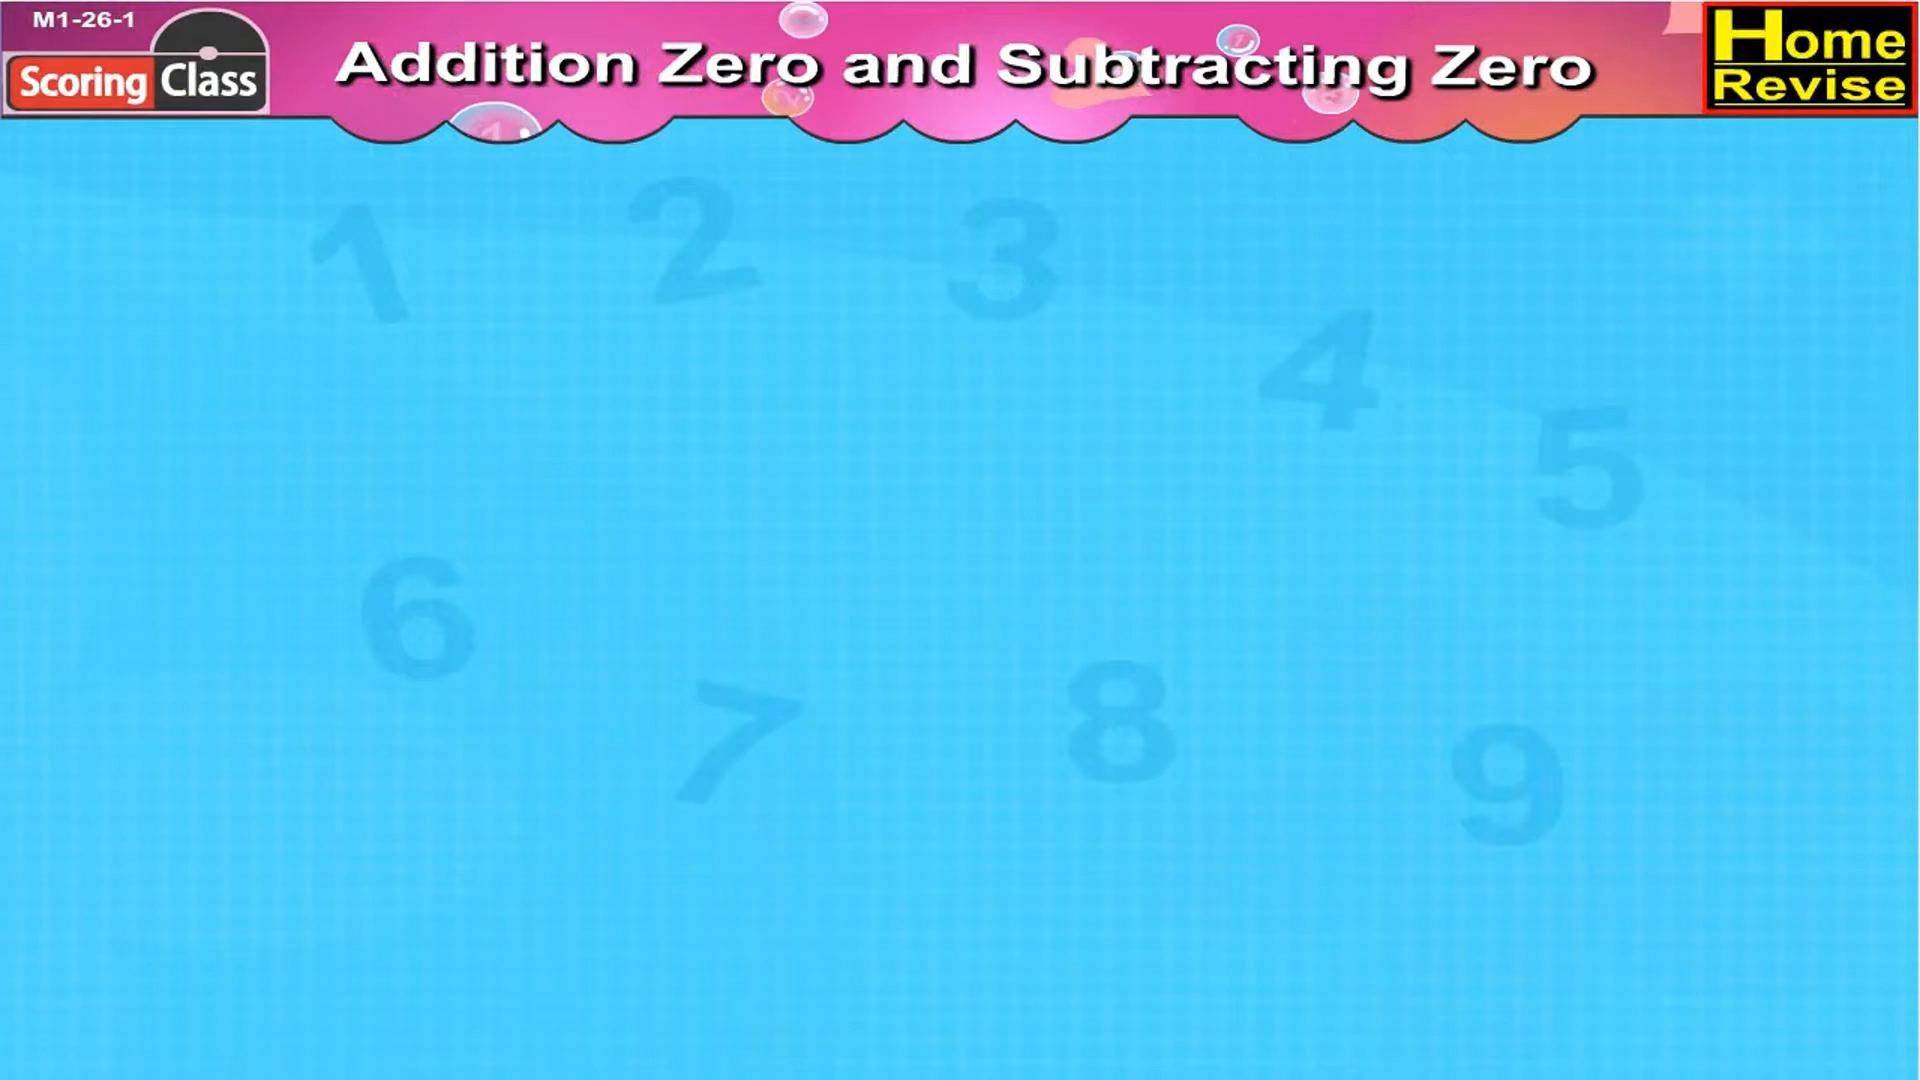 M1-26-1
Scoring Class
Addition Zero and Subtracting Zero
Home
Revise
1 2 3
4
5
6
7 8
9